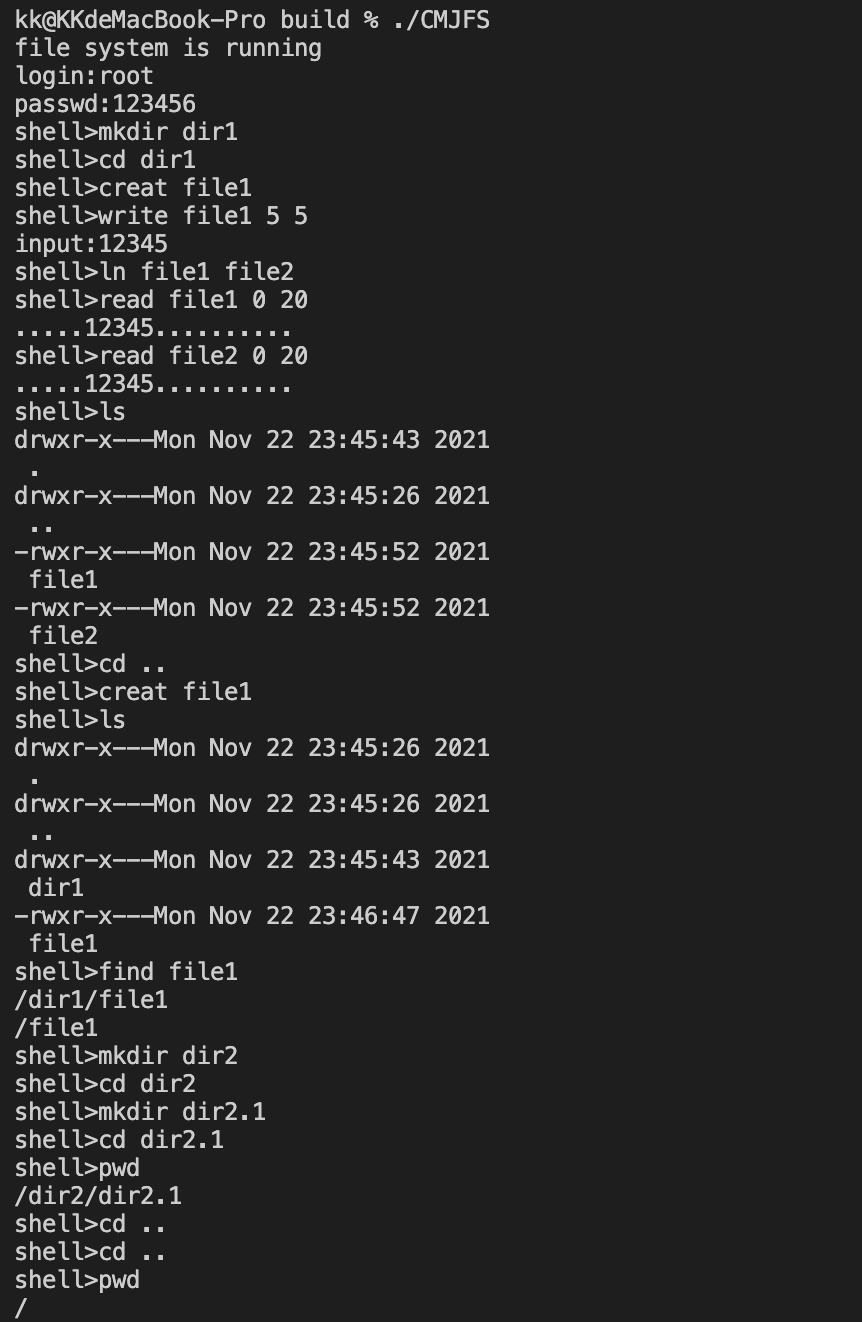 kk@KKdeMacBook-Pro build % ./CMJFS
file system is running
login:root
passwd:123456
shell>mkdir dir1
shell>cd dir1
shell>creat file1
shell>write file1 5 5
input:12345
shell>ln file1 file2
shell>read file1 0 20
.....12345..........
shell>read file2 0 20
.....12345..........
shell>ls
drwxr-x---Mon Nov 22 23:45:43 2021
 .
drwxr-x---Mon Nov 22 23:45:26 2021
 ..
-rwxr-x---Mon Nov 22 23:45:52 2021
 file1
-rwxr-x---Mon Nov 22 23:45:52 2021
 file2
shell>cd ..
shell>creat file1
shell>ls
drwxr-x---Mon Nov 22 23:45:26 2021
 .
drwxr-x---Mon Nov 22 23:45:26 2021
 ..
drwxr-x---Mon Nov 22 23:45:43 2021
 dir1
-rwxr-x---Mon Nov 22 23:46:47 2021
 file1
shell>find file1
/dir1/file1
/file1
shell>mkdir dir2
shell>cd dir2
shell>mkdir dir2.1
shell>cd dir2.1
shell>pwd
/dir2/dir2.1
shell>cd ..
shell>cd ..
shell>pwd
/